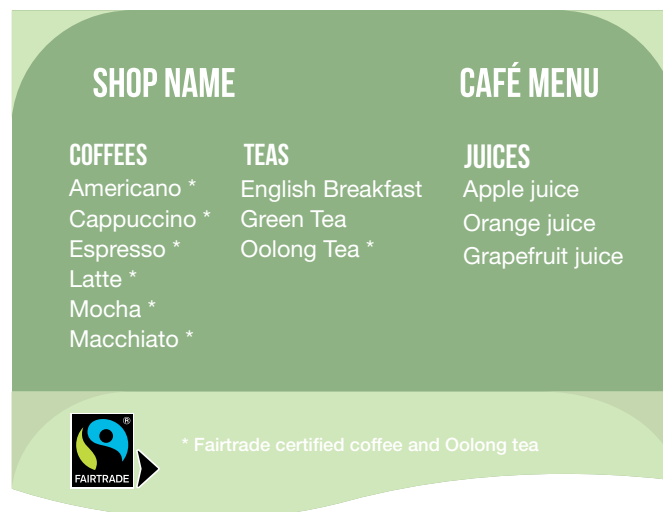 SHOP NAME
CAFÉ MENU
COFFEES
Americano *
Cappuccino *
Espresso *
Latte *
Mocha *
Macchiato *
TEAS
English Breakfast
Green Tea
Oolong Tea *
JUICES
Apple juice
Orange juice
Grapefruit juice
®
FAIRTRADE
* Fairtrade certified coffee and Oolong tea